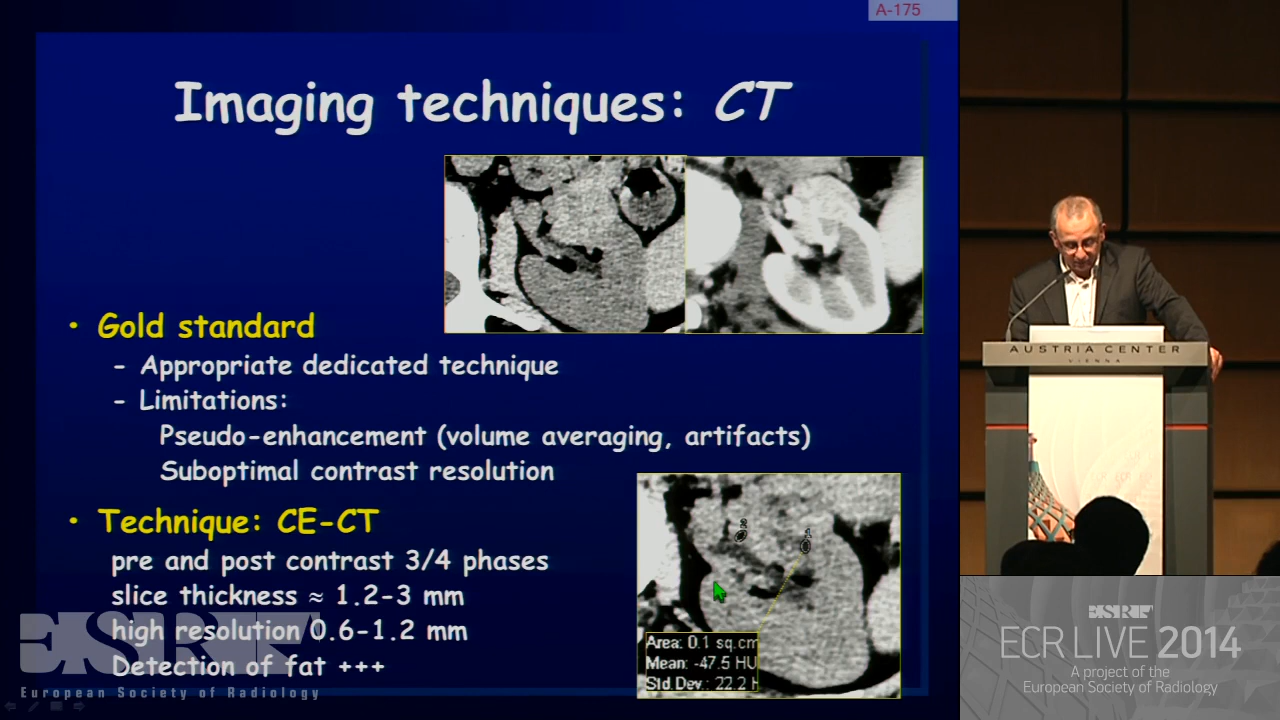 A-175
Imaging techniques: CT
• Gold standard
- Appropriate dedicated technique
- Limitations:
Pseudo-enhancement (volume averaging, artifacts)
Suboptimal contrast resolution
• Technique: CE-CT
pre and post contrast 3/4 phases
slice thickness ≈ 1.2-3 mm
high resolution 0.6-1.2 mm
Detection of fat +++
Area: 0.1 sq.cm
Mean: -47.5 HU
Std.Dev.: 22.2 H
ESR
European Society of Radiology
AUSTRIA CENTER
VIENNA
ESR
ECR LIVE 2014
A project of the
European Society of Radiology